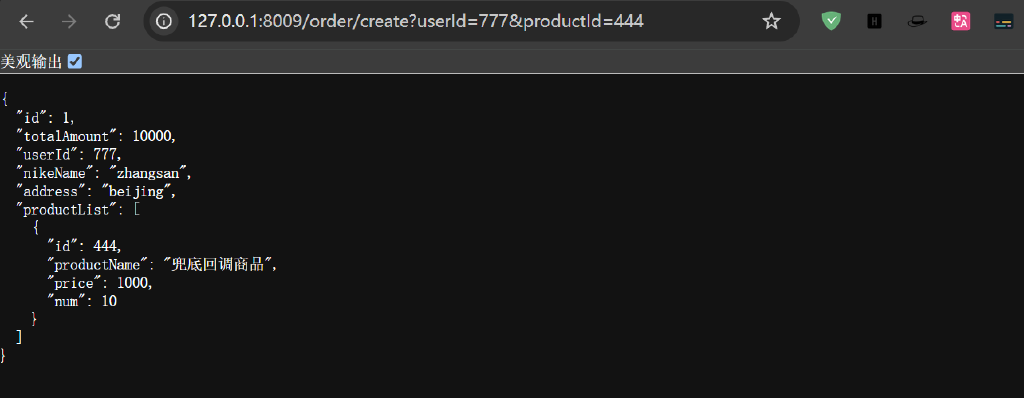 127.0.0.1:8009/order/create?userId=777&productId=444
美观输出
{
"id": 1,
"totalAmount": 10000,
"userId": 777,
"nikeName": "zhangsan",
"address": "beijing",
"productList": [
{
"id": 444,
"productName": "兜底回调商品",
"price": 1000,
"num": 10
}
]
}